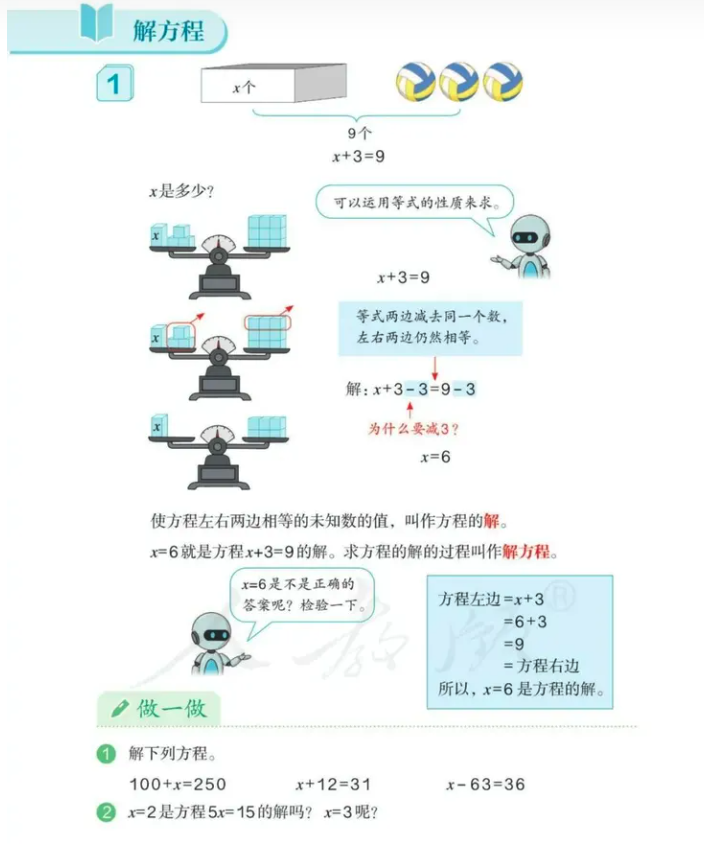 解方程
1
x个
9个
x+3=9
x是多少?
可以运用等式的性质来求。
x
x+3=9
等式两边减去同一个数,
左右两边仍然相等。
x
解:x+3-3=9-3
为什么要减3?
x
x=6
使方程左右两边相等的未知数的值,叫作方程的解。
x=6就是方程x+3=9的解。求方程的解的过程叫作解方程。
x=6是不是正确的
答案呢?检验一下。
方程左边=x+3
=6+3
=9
=方程右边
所以,x=6是方程的解。
®
做一做
1 解下列方程。
100+x=250 x+12=31 x-63=36
2 x=2是方程5x=15的解吗? x=3呢?